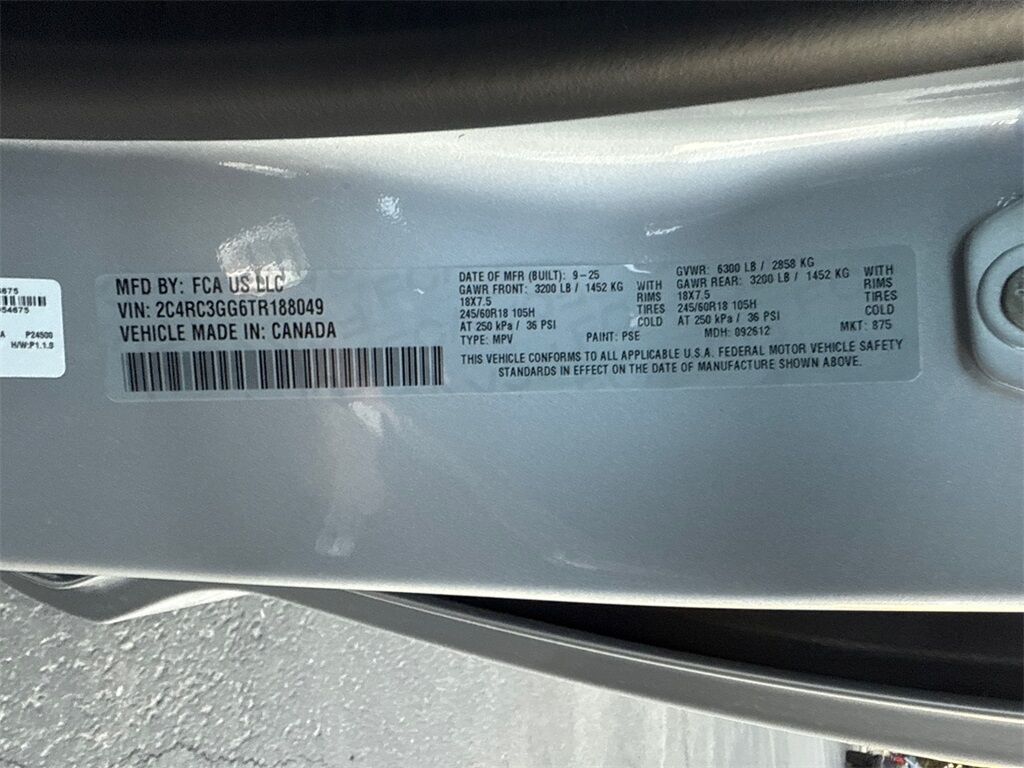 4675
54675
A P24500
H/W:P1.1.0
MFD BY: FCA US LLC
VIN: 2C4RC3GG6TR188049
VEHICLE MADE IN: CANADA
DATE OF MFR (BUILT): 9-25
GAWR FRONT: 3200 LB / 1452 KG WITH
18X7.5 RIMS
245/60R18 105H TIRES
AT 250 kPa / 36 PSI COLD
TYPE: MPV PAINT: PSE
GVWR: 6300 LB / 2858 KG
GAWR REAR: 3200 LB / 1452 KG WITH
18X7.5 RIMS
245/60R18 105H TIRES
AT 250 kPa / 36 PSI COLD
MDH: 092612 MKT: 875
THIS VEHICLE CONFORMS TO ALL APPLICABLE U.S.A. FEDERAL MOTOR VEHICLE SAFETY
STANDARDS IN EFFECT ON THE DATE OF MANUFACTURE SHOWN ABOVE.